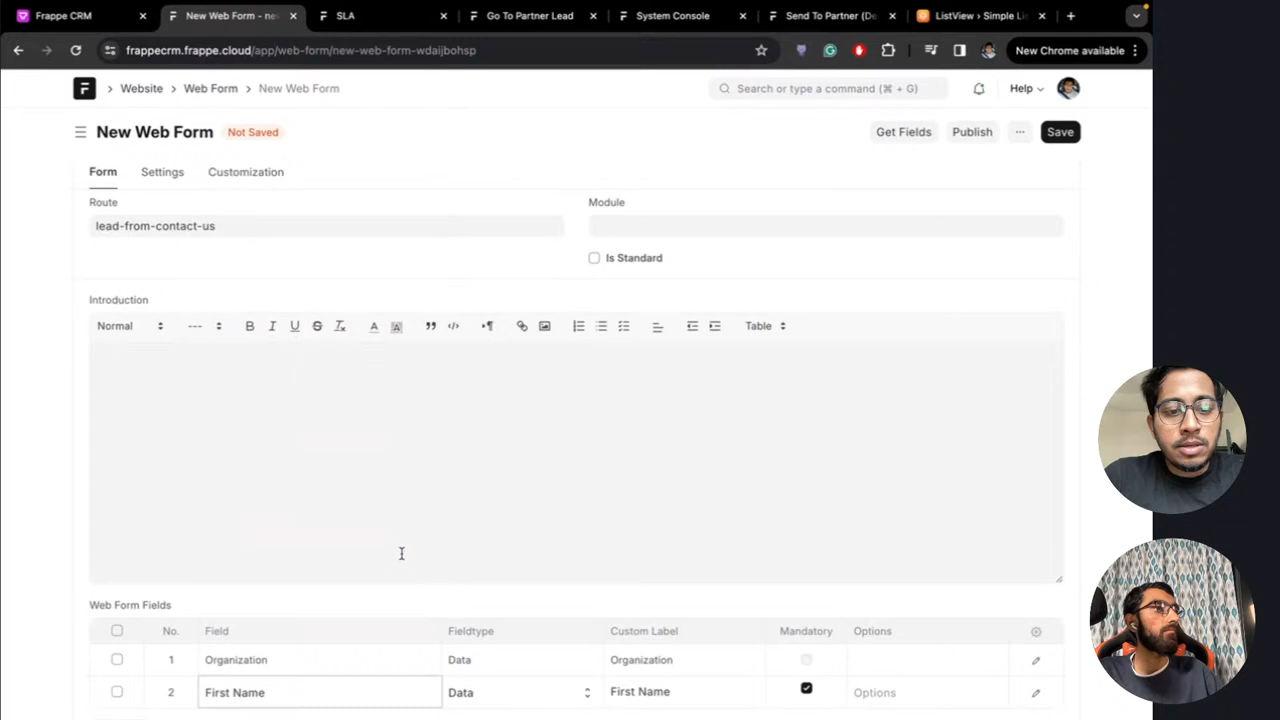 Frappe CRM
New Web Form - ne
SLA
Go To Partner Lead
System Console
Send To Partner (De
ListView › Simple Li
frappecrm.frappe.cloud/app/web-form/new-web-form-wdaijbohsp
New Chrome available
Website
Web Form
New Web Form
Search or type a command (⌘ + G)
Help
New Web Form
Not Saved
Get Fields
Publish
Save
Form
Settings
Customization
Route
Module
lead-from-contact-us
Is Standard
Introduction
Normal
---
Table
Web Form Fields
No.
Field
Fieldtype
Custom Label
Mandatory
Options
1
Organization
Data
Organization
2
First Name
Data
First Name
Options